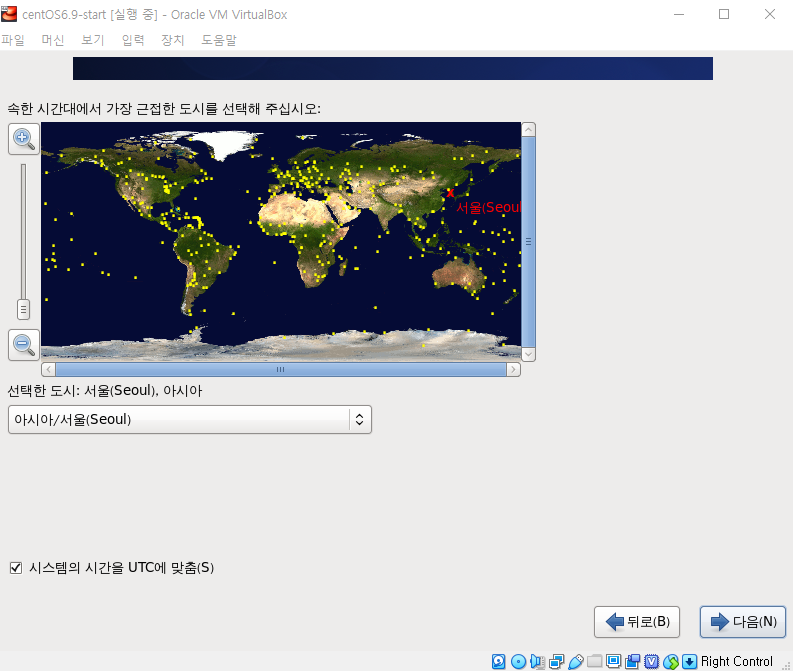 centOS6.9-start [실행 중] - Oracle VM VirtualBox
파일 머신 보기 입력 장치 도움말
속한 시간대에서 가장 근접한 도시를 선택해 주십시오:
서울(Seoul
선택한 도시: 서울(Seoul), 아시아
아시아/서울(Seoul)
시스템의 시간을 UTC에 맞춤(S)
뒤로(B) 다음(N)
Right Control